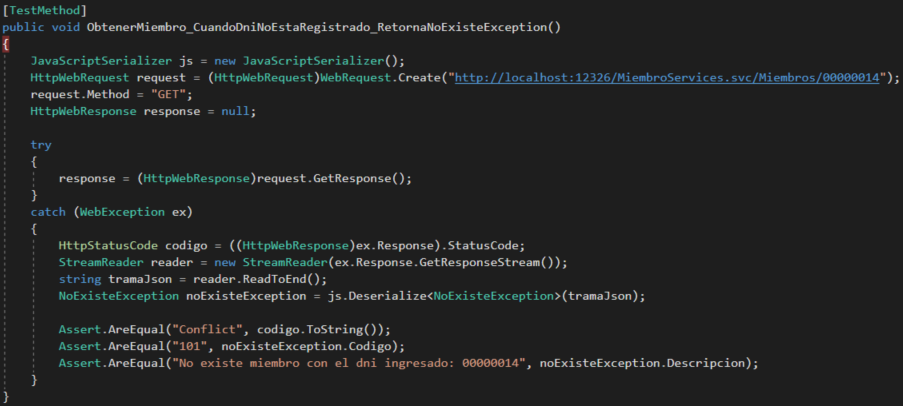 [TestMethod]
public void ObtenerMiembro_CuandoDniNoEstaRegistrado_RetornaNoExisteException()
{
    JavaScriptSerializer js = new JavaScriptSerializer();
    HttpWebRequest request = (HttpWebRequest)WebRequest.Create("http://localhost:12326/MiembroServices.svc/Miembros/00000014");
    request.Method = "GET";
    HttpWebResponse response = null;

    try
    {
        response = (HttpWebResponse)request.GetResponse();
    }
    catch (WebException ex)
    {
        HttpStatusCode codigo = ((HttpWebResponse)ex.Response).StatusCode;
        StreamReader reader = new StreamReader(ex.Response.GetResponseStream());
        string tramaJson = reader.ReadToEnd();
        NoExisteException noExisteException = js.Deserialize<NoExisteException>(tramaJson);

        Assert.AreEqual("Conflict", codigo.ToString());
        Assert.AreEqual("101", noExisteException.Codigo);
        Assert.AreEqual("No existe miembro con el dni ingresado: 00000014", noExisteException.Descripcion);
    }
}